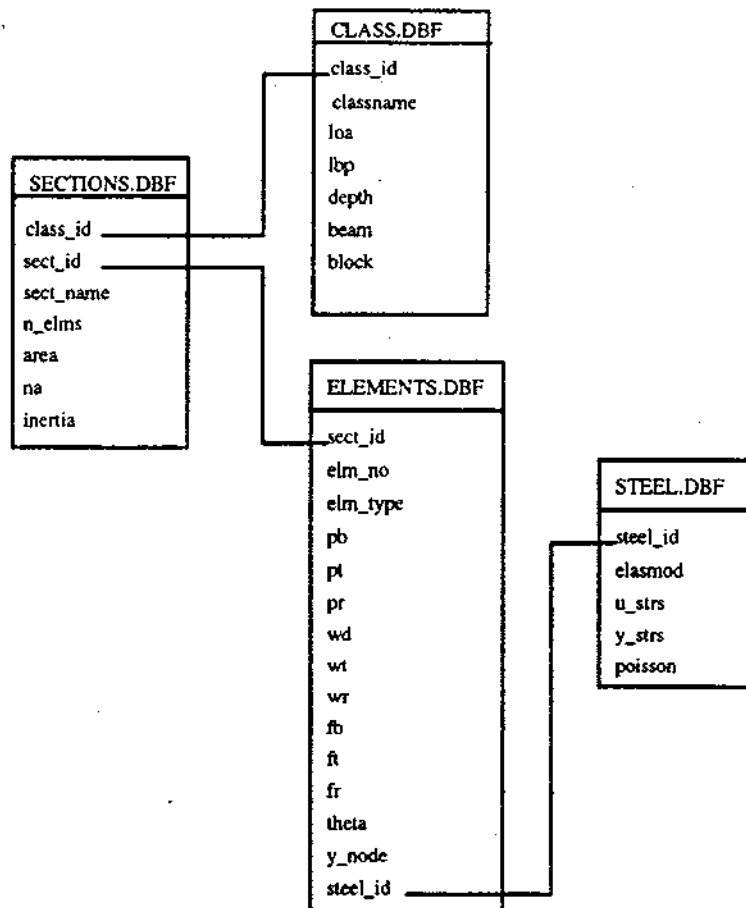 CLASS.DBF
class_id
classname
loa
lbp
depth
beam
block
SECTIONS.DBF
class_id
sect_id
sect_name
n_elms
area
na
inertia
ELEMENTS.DBF
sect_id
elm_no
elm_type
pb
pt
pr
wd
wt
wr
fb
ft
fr
theta
y_node
steel_id
STEEL.DBF
steel_id
elasmod
u_strs
y_strs
poisson